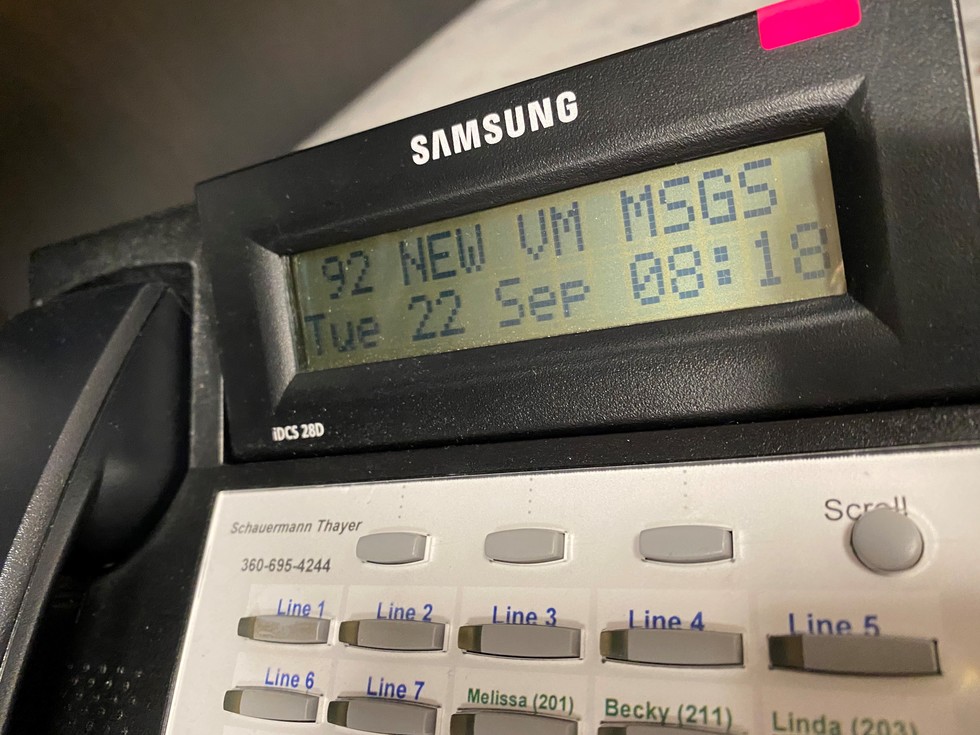 SAMSUNG
92 NEW VM MSGS
Tue 22 Sep 08:18
iDCS 28D
Schauermann Thayer
360-695-4244
Scroll
Line 1 Line 2 Line 3 Line 4 Line 5
Line 6 Line 7 Melissa (201) Becky (211) Linda (203)